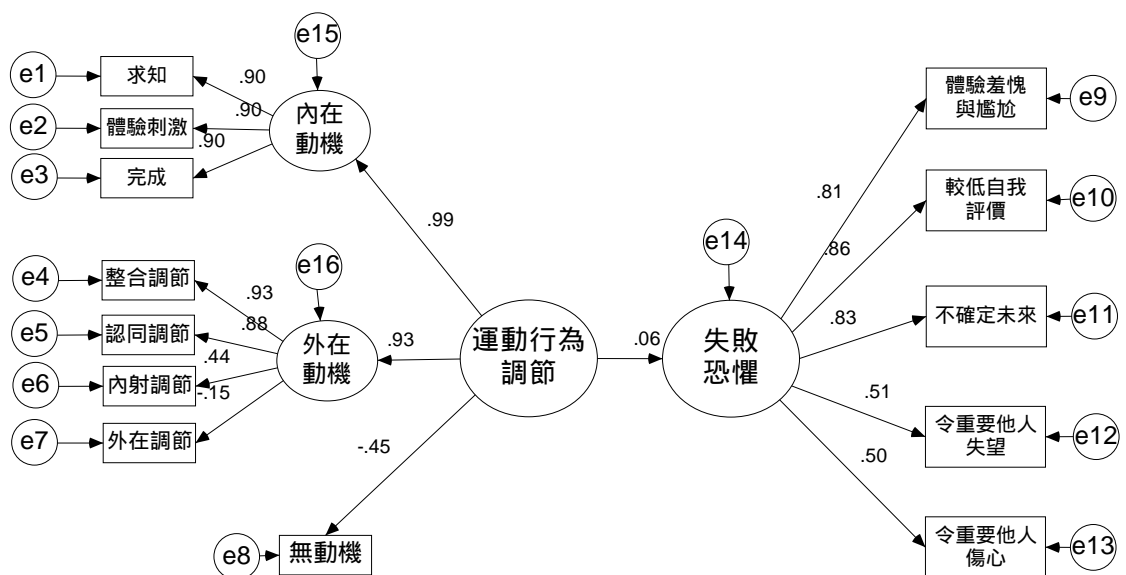 e15
e1
求知
.90
e2
體驗刺激
.90
內在
動機
e3
完成
.90
.99
e16
e4
整合調節
.93
e5
認同調節
.88
外在
動機
e6
內射調節
.44
e7
外在調節
-.15
.93
運動行為
調節
-.45
e8
無動機
.06
e14
失敗
恐懼
.81
體驗羞愧
與尷尬
e9
.86
較低自我
評價
e10
.83
不確定未來
e11
.51
令重要他人
失望
e12
.50
令重要他人
傷心
e13